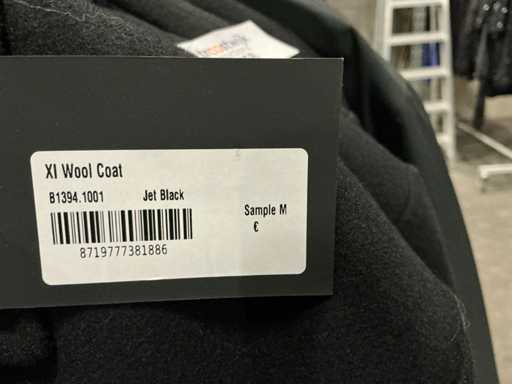 XI Wool Coat
B1394.1001 Jet Black
Sample M
€
8719777381886